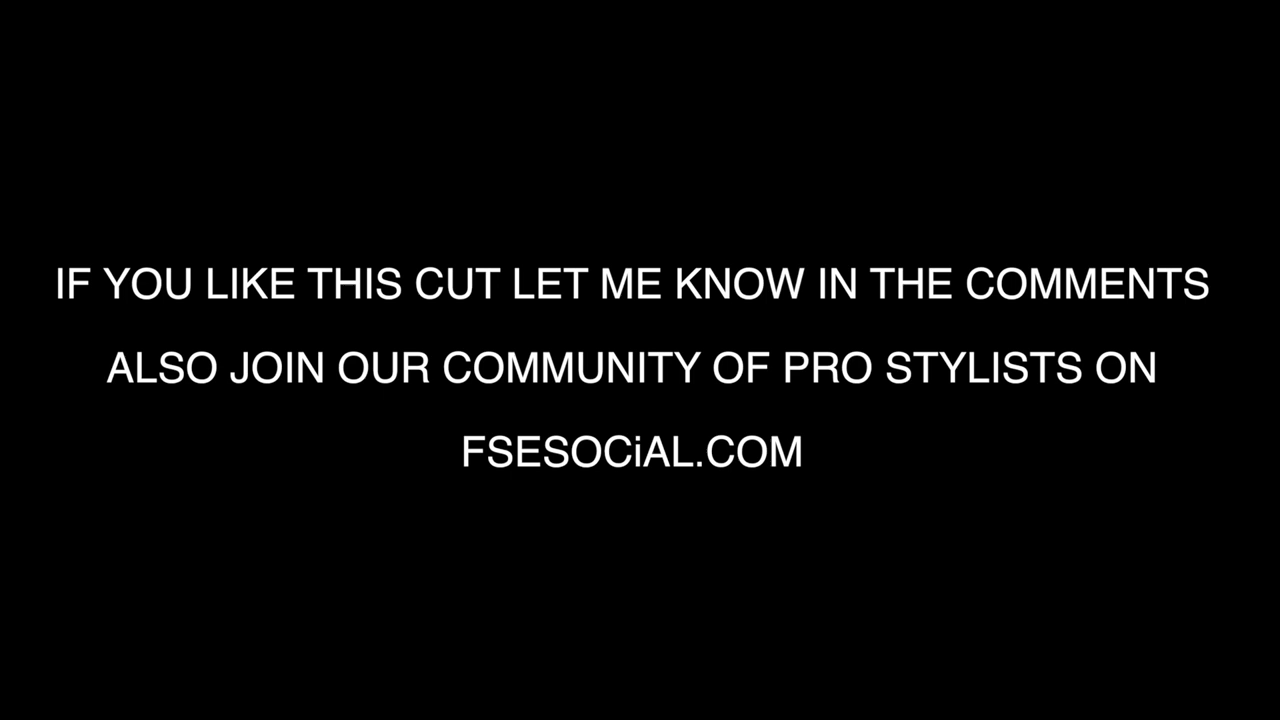 IF YOU LIKE THIS CUT LET ME KNOW IN THE COMMENTS
ALSO JOIN OUR COMMUNITY OF PRO STYLISTS ON
FSESOCiAL.COM